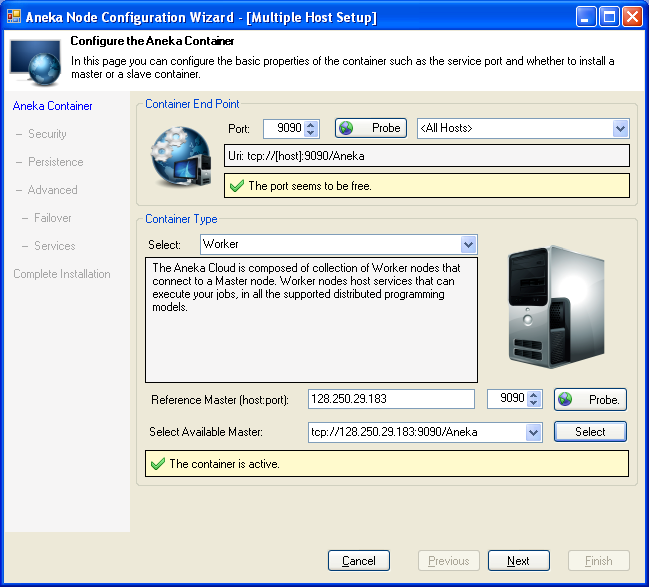 Aneka Node Configuration Wizard - [Multiple Host Setup]
Configure the Aneka Container
In this page you can configure the basic properties of the container such as the service port and whether to install a
master or a slave container.
Aneka Container
– Security
– Persistence
– Advanced
– Failover
– Services
Complete Installation
Container End Point
Port: 9090 Probe <All Hosts>
Uri: tcp://[host]:9090/Aneka
The port seems to be free.
Container Type
Select: Worker
The Aneka Cloud is composed of collection of Worker nodes that
connect to a Master node. Worker nodes host services that can
execute your jobs, in all the supported distributed programming
models.
Reference Master (host:port): 128.250.29.183 9090 Probe.
Select Available Master: tcp://128.250.29.183:9090/Aneka Select
The container is active.
Cancel Previous Next Finish